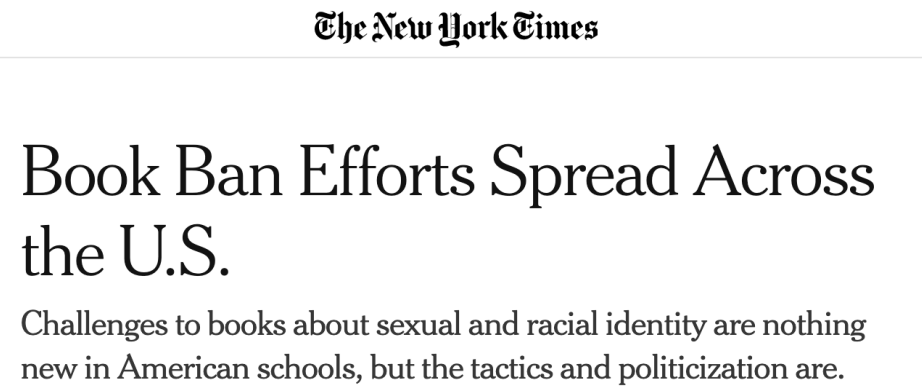 The New York Times
Book Ban Efforts Spread Across
the U.S.
Challenges to books about sexual and racial identity are nothing
new in American schools, but the tactics and politicization are.